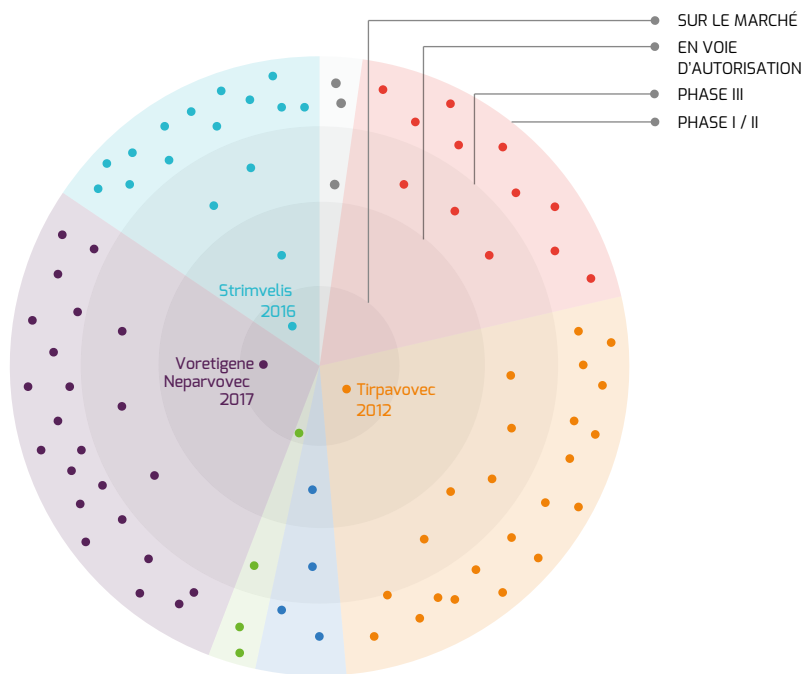 SUR LE MARCHÉ
EN VOIE
D'AUTORISATION
PHASE III
PHASE I / II
Strimvelis
2016
Voretigene
Neparvovec
2017
Tirpavovec
2012